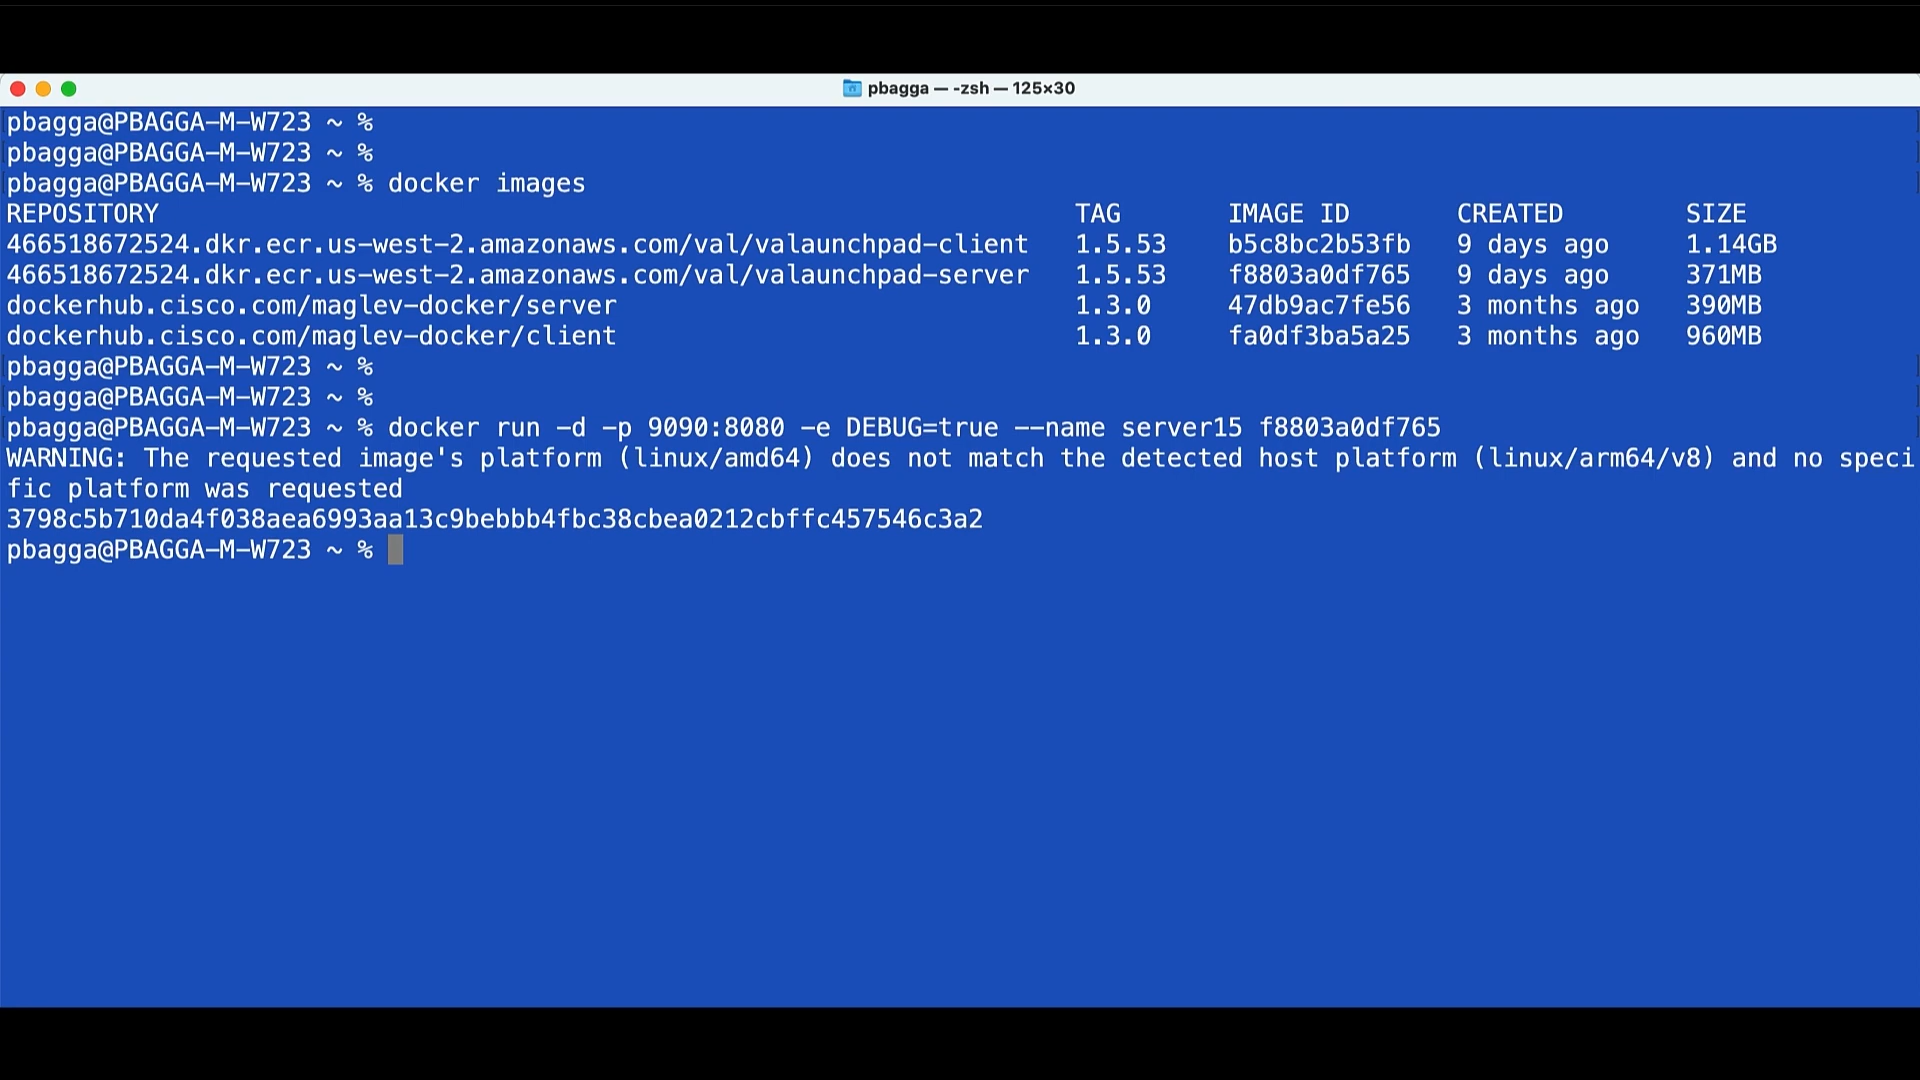 pbagga — -zsh — 125×30
pbagga@PBAGGA-M-W723 ~ %
pbagga@PBAGGA-M-W723 ~ %
pbagga@PBAGGA-M-W723 ~ % docker images
REPOSITORY TAG IMAGE ID CREATED SIZE
466518672524.dkr.ecr.us-west-2.amazonaws.com/val/valaunchpad-client 1.5.53 b5c8bc2b53fb 9 days ago 1.14GB
466518672524.dkr.ecr.us-west-2.amazonaws.com/val/valaunchpad-server 1.5.53 f8803a0df765 9 days ago 371MB
dockerhub.cisco.com/maglev-docker/server 1.3.0 47db9ac7fe56 3 months ago 390MB
dockerhub.cisco.com/maglev-docker/client 1.3.0 fa0df3ba5a25 3 months ago 960MB
pbagga@PBAGGA-M-W723 ~ %
pbagga@PBAGGA-M-W723 ~ %
pbagga@PBAGGA-M-W723 ~ % docker run -d -p 9090:8080 -e DEBUG=true --name server15 f8803a0df765
WARNING: The requested image's platform (linux/amd64) does not match the detected host platform (linux/arm64/v8) and no speci
fic platform was requested
3798c5b710da4f038aea6993aa13c9bebbb4fbc38cbea0212cbffc457546c3a2
pbagga@PBAGGA-M-W723 ~ %